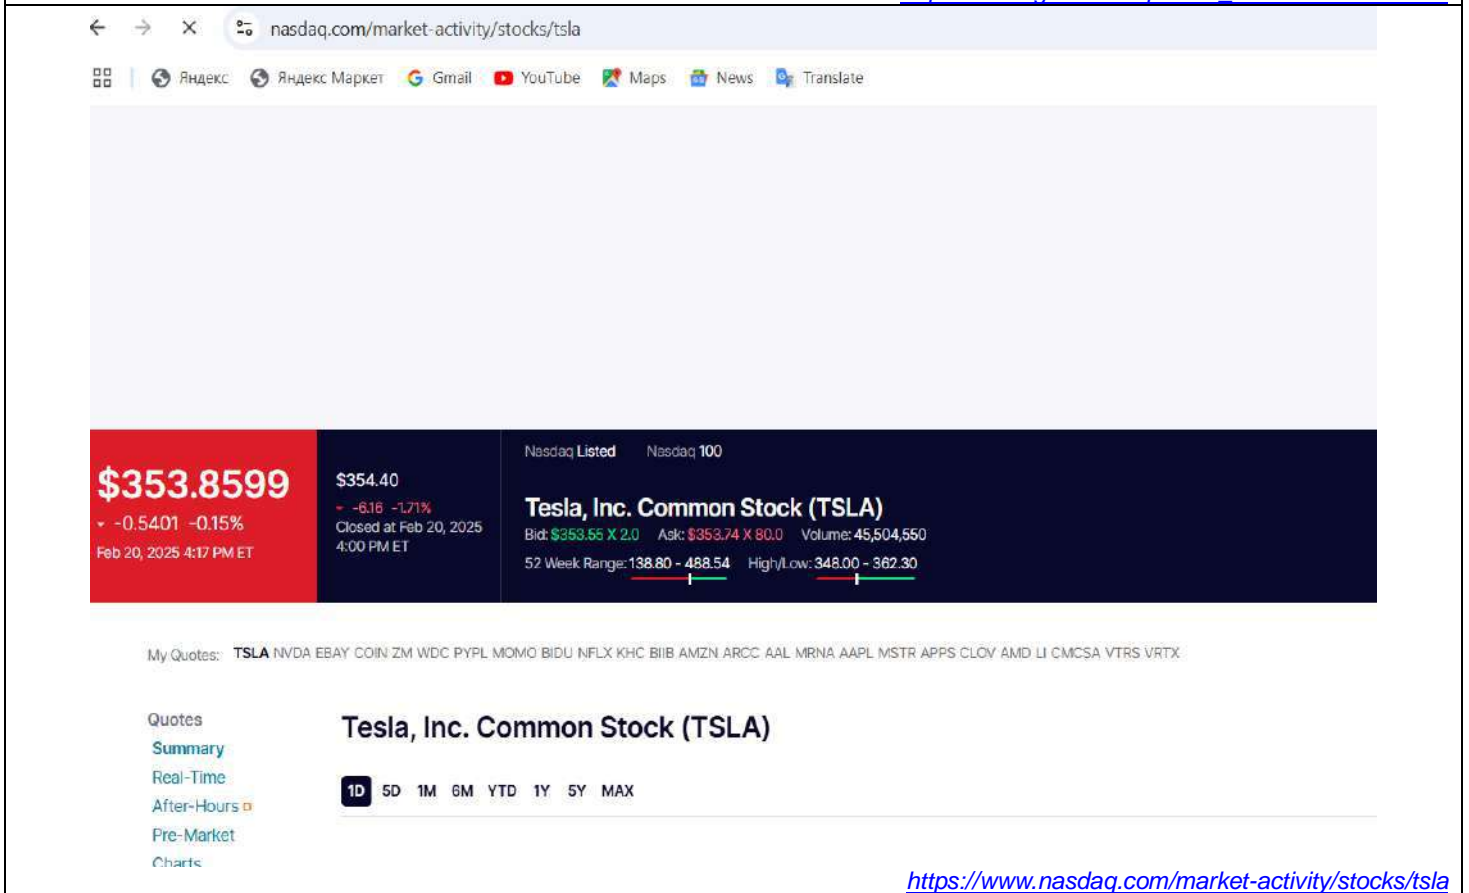 nasdaq.com/market-activity/stocks/tsla
Яндекс Яндекс Маркет Gmail YouTube Maps News Translate
$353.8599
-0.5401 -0.15%
Feb 20, 2025 4:17 PM ET
$354.40
-6.16 -1.71%
Closed at Feb 20, 2025
4:00 PM ET
Nasdaq Listed Nasdaq 100
Tesla, Inc. Common Stock (TSLA)
Bid: $353.55 X 2.0 Ask: $353.74 X 80.0 Volume: 45,504,550
52 Week Range: 138.80 - 488.54 High/Low: 348.00 - 362.30
My Quotes: TSLA NVDA EBAY COIN ZM WDC PYPL MOMO BIDU NFLX KHC BIIB AMZN ARCC AAL MRNA AAPL MSTR APPS CLOV AMD LI CMCSA VTRS VRTX
Quotes
Summary
Real-Time
After-Hours
Pre-Market
Charts
Tesla, Inc. Common Stock (TSLA)
1D 5D 1M 6M YTD 1Y 5Y MAX
https://www.nasdaq.com/market-activity/stocks/tsla